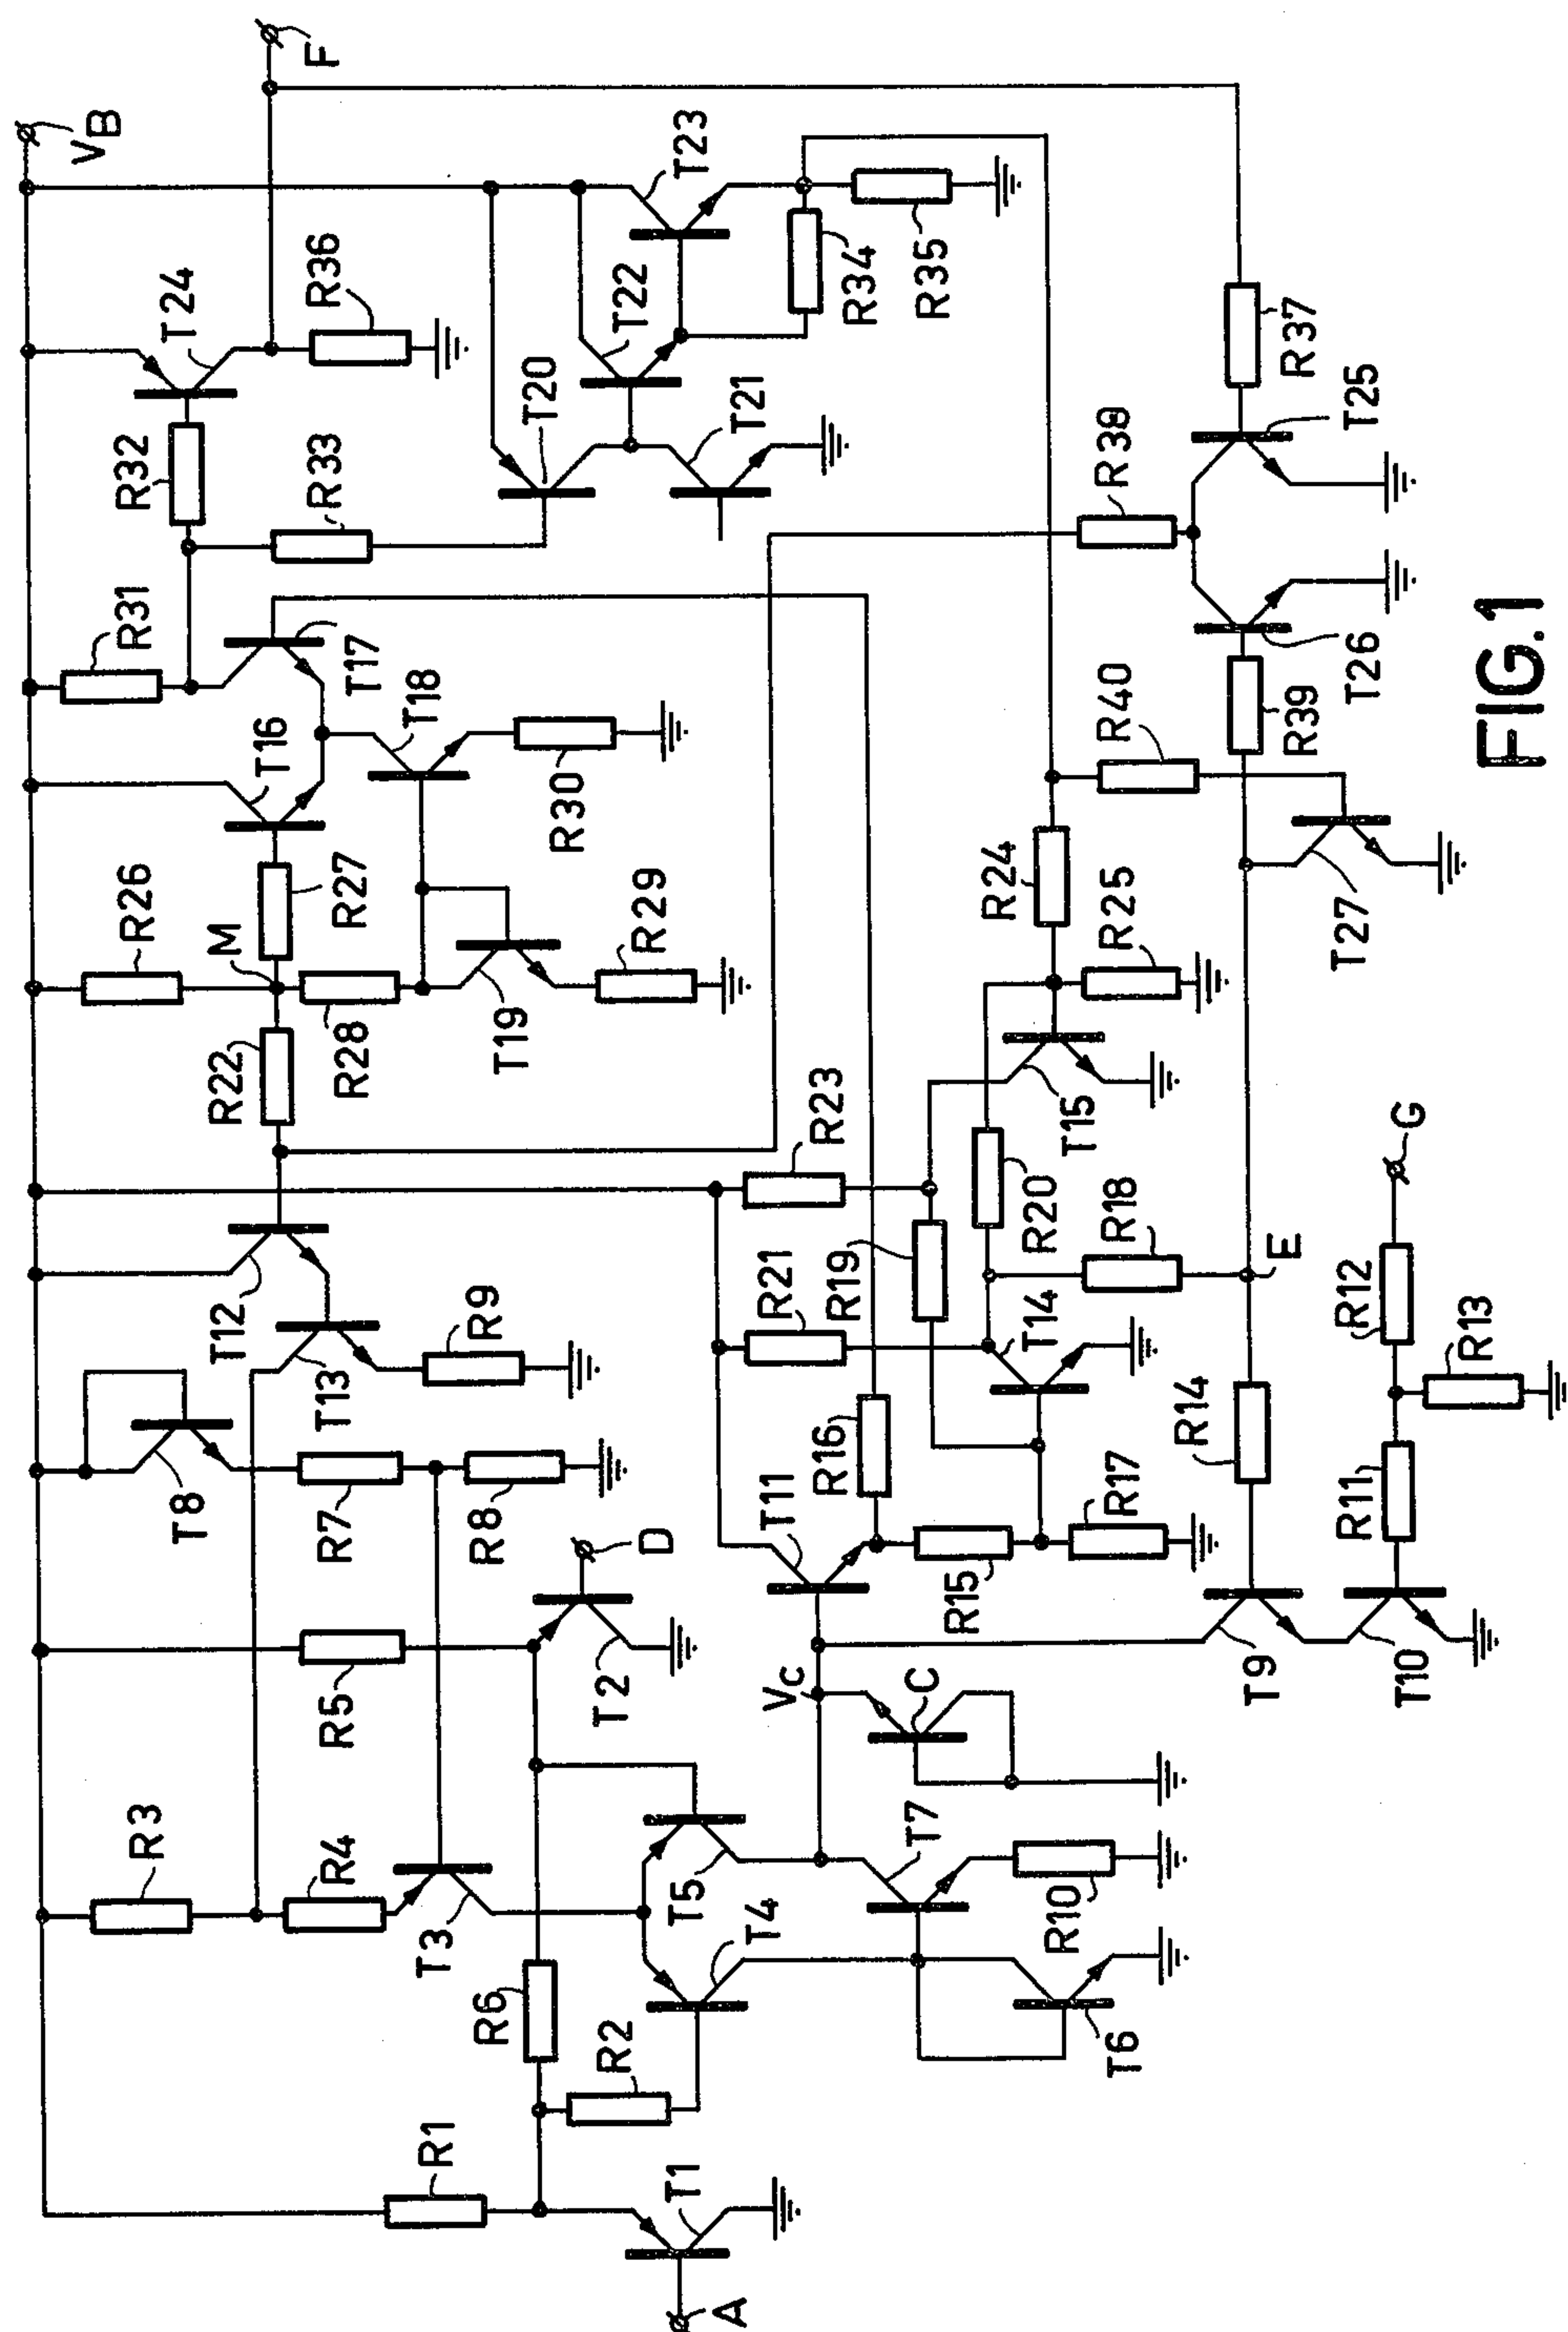 VB
F
R1
R3
R5
T8
R26
R31
R32
T24
R36
R4
R7
T12
R22
M
R27
T16
T17
R33
T3
R8
T13
R9
R28
T19
R29
T18
R30
T20
T22
T23
T21
R34
R35
R6
R2
T1
A
T4
T5
T2
D
T6
T7
R10
C
VC
T11
R15
R16
R17
R21
R19
R23
T14
R20
R18
T15
R24
R25
R40
R38
R37
T9
T10
R14
E
R11
R12
R13
G
T27
R39
T26
T25
FIG.1